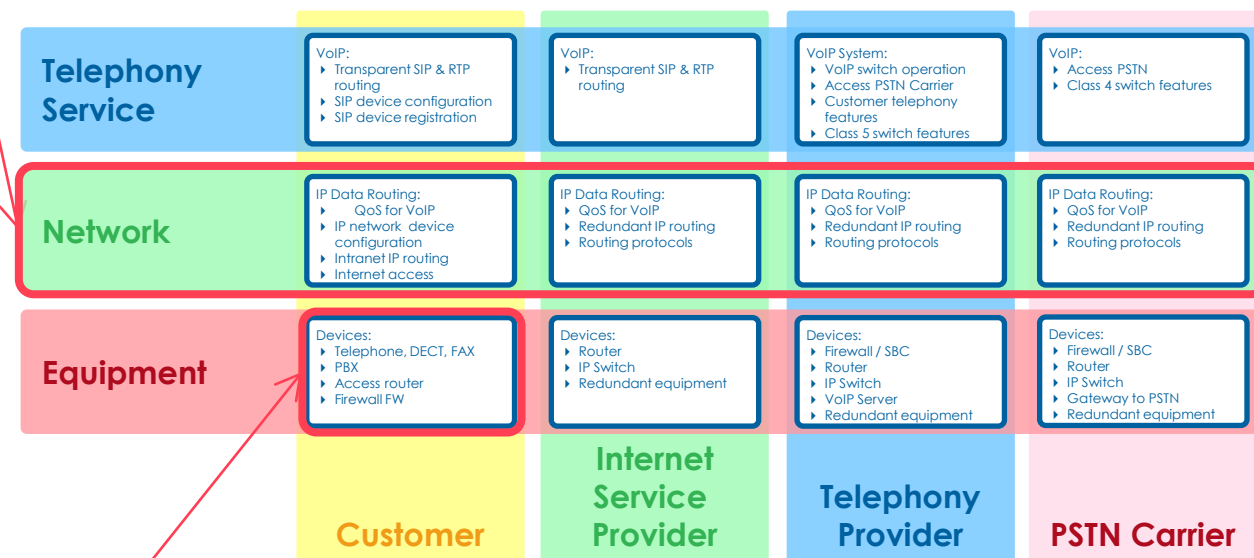 Telephony
Service
VoIP:
Transparent SIP & RTP
routing
SIP device configuration
SIP device registration
VoIP:
Transparent SIP & RTP
routing
VoIP System:
VoIP switch operation
Access PSTN Carrier
Customer telephony
features
Class 5 switch features
VoIP:
Access PSTN
Class 4 switch features
Network
IP Data Routing:
QoS for VoIP
IP network device
configuration
Intranet IP routing
Internet access
IP Data Routing:
QoS for VoIP
Redundant IP routing
Routing protocols
IP Data Routing:
QoS for VoIP
Redundant IP routing
Routing protocols
IP Data Routing:
QoS for VoIP
Redundant IP routing
Routing protocols
Equipment
Devices:
Telephone, DECT, FAX
PBX
Access router
Firewall FW
Devices:
Router
IP Switch
Redundant equipment
Devices:
Firewall / SBC
Router
IP Switch
VoIP Server
Redundant equipment
Devices:
Firewall / SBC
Router
IP Switch
Gateway to PSTN
Redundant equipment
Customer
Internet
Service
Provider
Telephony
Provider
PSTN Carrier